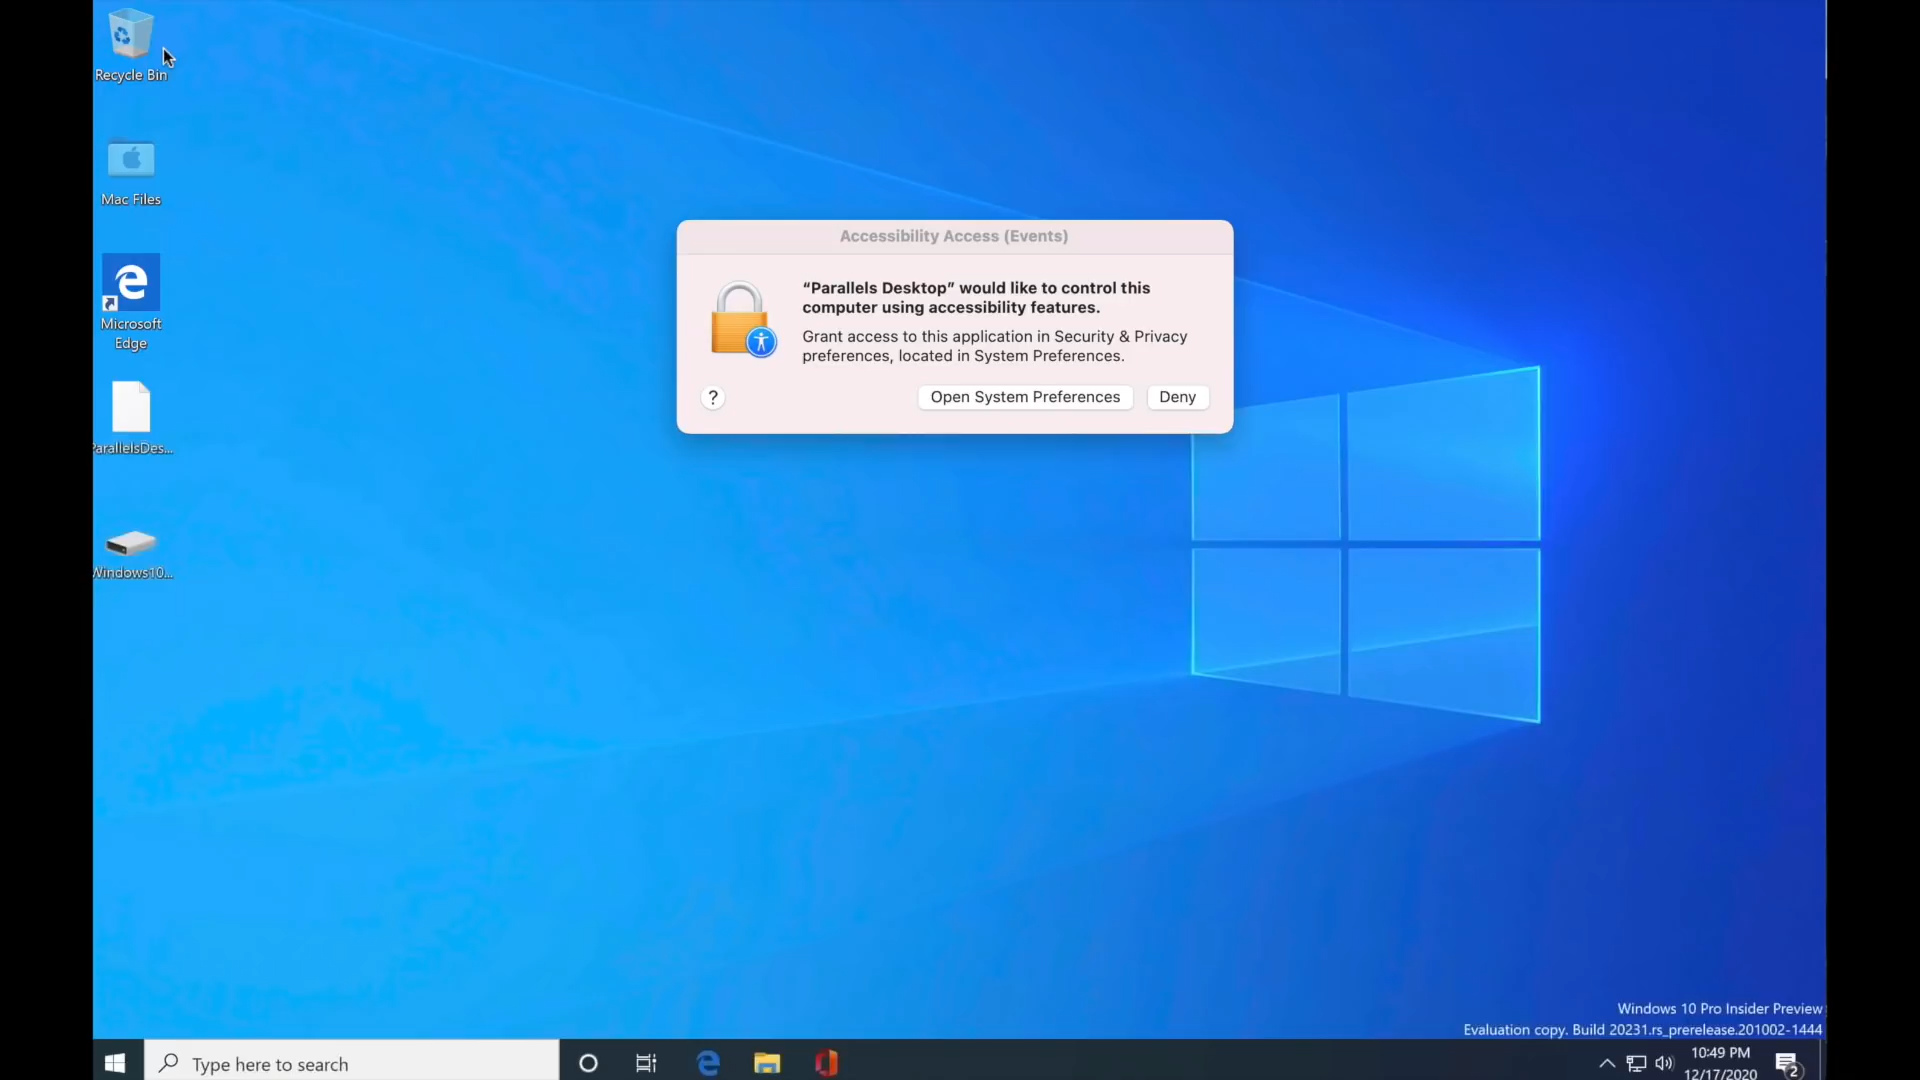 Recycle Bin
Mac Files
Microsoft
Edge
ParallelsDes...
Windows10...
Accessibility Access (Events)
“Parallels Desktop” would like to control this
computer using accessibility features.
Grant access to this application in Security & Privacy
preferences, located in System Preferences.
?
Open System Preferences
Deny
Windows 10 Pro Insider Preview
Evaluation copy. Build 20231.rs_prerelease.201002-1444
Type here to search
10:49 PM
12/17/2020
2